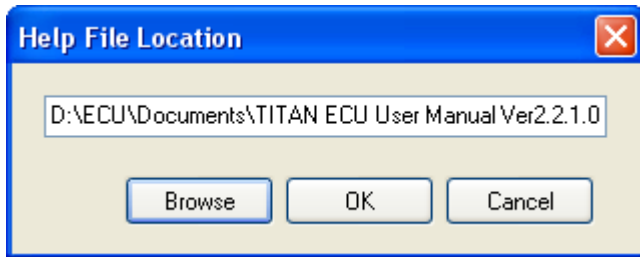 Help File Location
D:\ECU\Documents\TITAN ECU User Manual Ver2.2.1.0
Browse OK Cancel